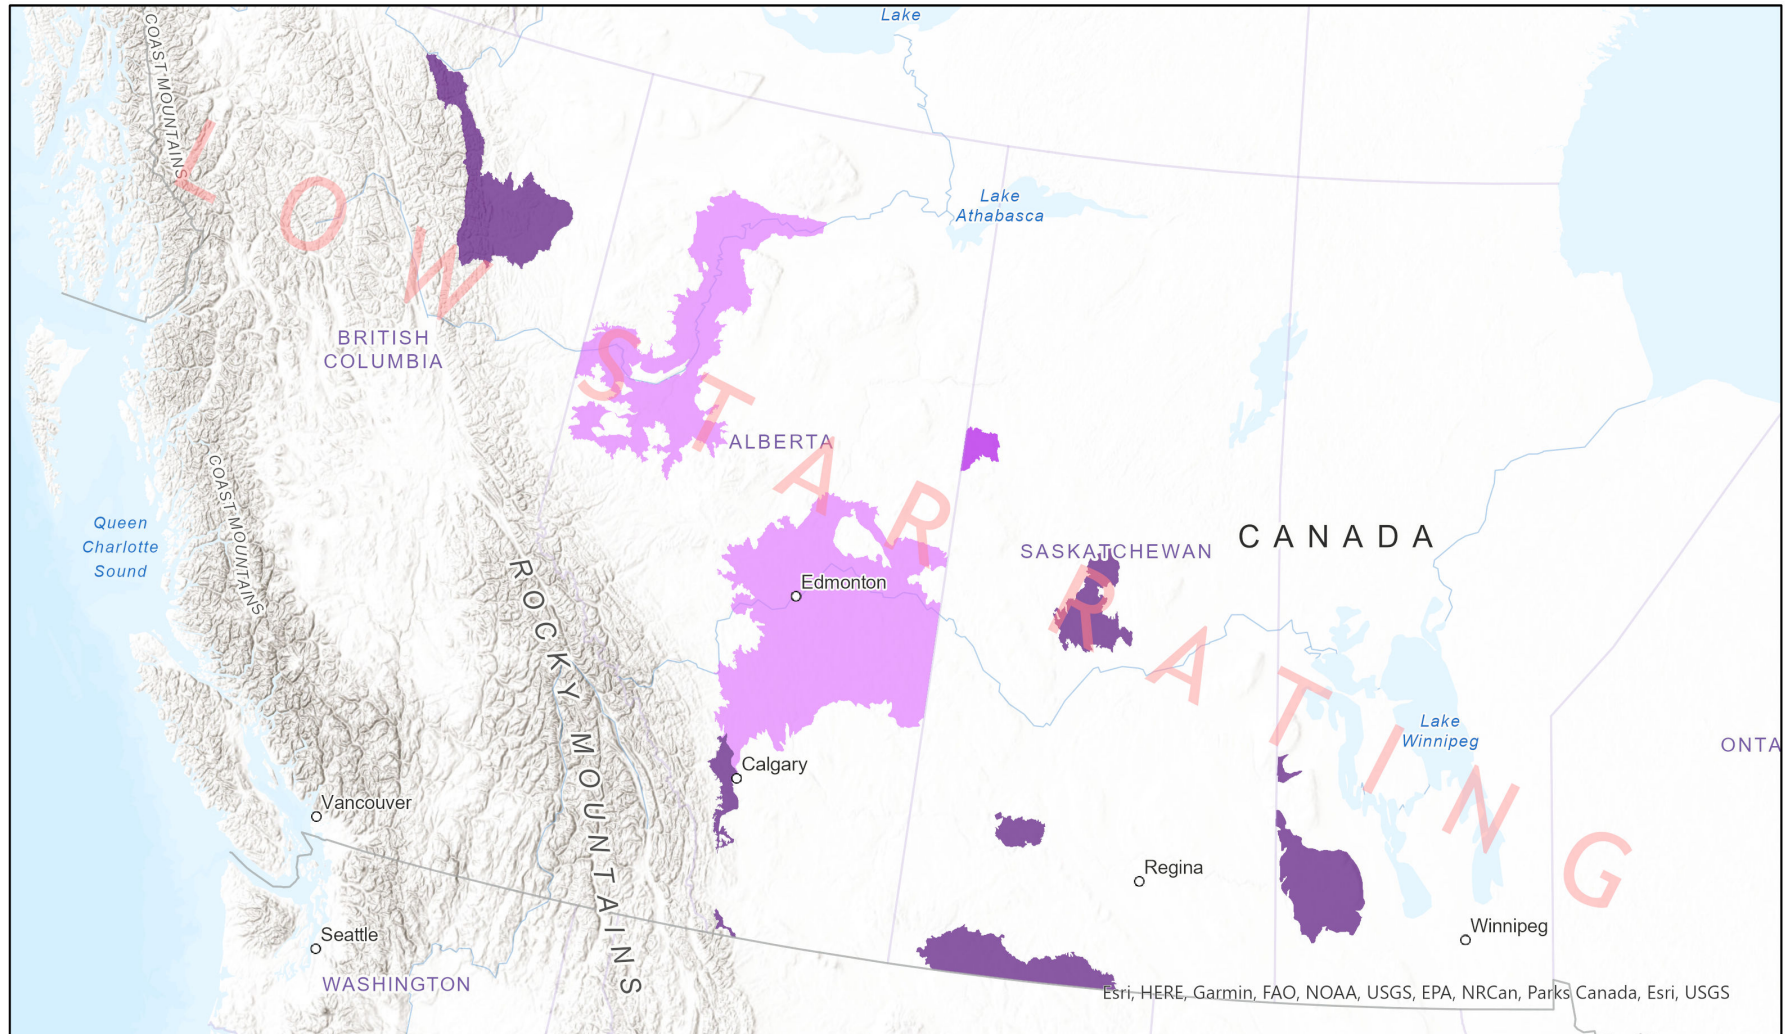 Lake
COAST MOUNTAINS
Lake
Athabasca
BRITISH
COLUMBIA
ALBERTA
COAST MOUNTAINS
Queen
Charlotte
Sound
CANADA
SASKATCHEWAN
ROCKY MOUNTAINS
Edmonton
LOW STAR RATING
Lake
Winnipeg
ONTA
Calgary
Vancouver
Regina
Winnipeg
Seattle
WASHINGTON
Esri, HERE, Garmin, FAO, NOAA, USGS, EPA, NRCan, Parks Canada, Esri, USGS